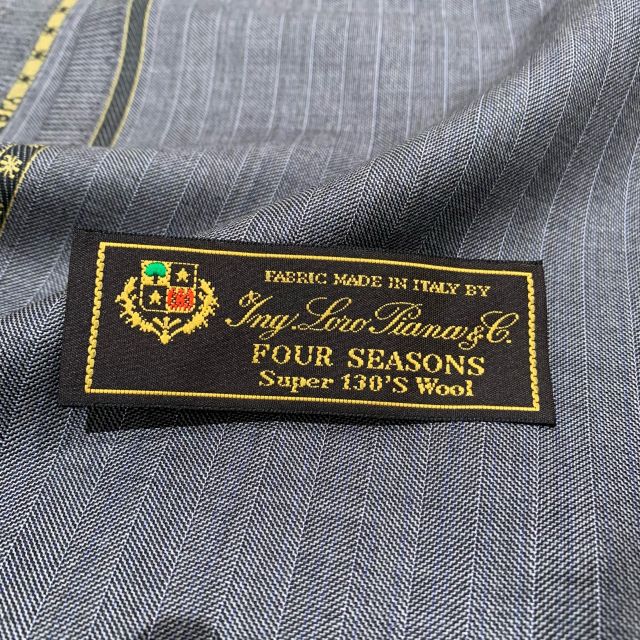 FABRIC MADE IN ITALY BY
Ing. Loro Piana & C.
FOUR SEASONS
Super 130'S Wool